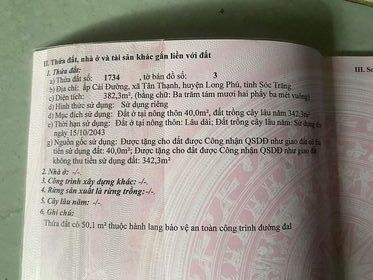 II. Thửa đất, nhà ở và tài sản khác gắn liền với đất
III. S
1. Thửa đất:
a) Thửa đất số: 1734 , tờ bản đồ số: 3
b) Địa chỉ: ấp Cái Đường, xã Tân Thạnh, huyện Long Phú, tỉnh Sóc Trăng
c) Diện tích: 382,3m², (bằng chữ: Ba trăm tám mươi hai phẩy ba mét vuông)
d) Hình thức sử dụng: Sử dụng riêng
đ) Mục đích sử dụng: Đất ở tại nông thôn 40,0m², đất trồng cây lâu năm 342,3m²
e) Thời hạn sử dụng: Đất ở tại nông thôn: Lâu dài; Đất trồng cây lâu năm: Sử dụng
ngày 15/10/2043
g) Nguồn gốc sử dụng: Được tặng cho đất được Công nhận QSDĐ như giao đất có thu
tiền sử dụng đất: 40,0m²; Được tặng cho đất được Công nhận QSDĐ như giao đất
không thu tiền sử dụng đất: 342,3m²
2. Nhà ở: -/-.
3. Công trình xây dựng khác: -/-.
4. Rừng sản xuất là rừng trồng:-/-.
5. Cây lâu năm: -/-.
6. Ghi chú:
Thửa đất có 50,1 m² thuộc hành lang bảo vệ an toàn công trình đường đal